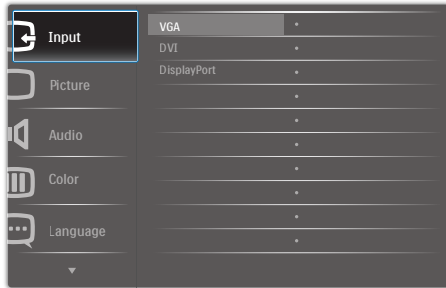 Input
Picture
Audio
Color
Language
VGA
DVI
DisplayPort